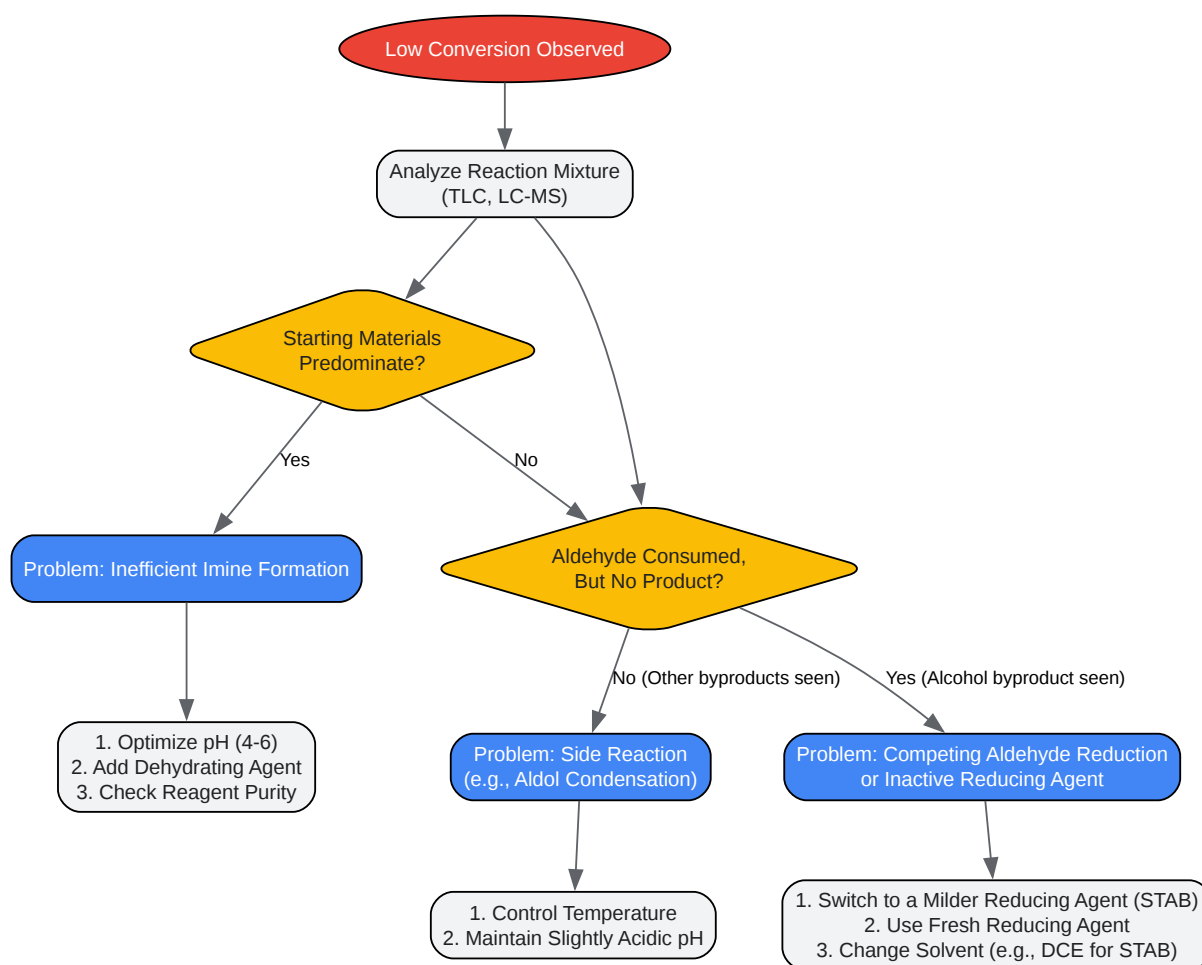 Low Conversion Observed
Analyze Reaction Mixture
(TLC, LC-MS)
Starting Materials
Predominate?
Yes
No
Problem: Inefficient Imine Formation
Aldehyde Consumed,
But No Product?
No (Other byproducts seen)
Yes (Alcohol byproduct seen)
1. Optimize pH (4-6)
2. Add Dehydrating Agent
3. Check Reagent Purity
Problem: Side Reaction
(e.g., Aldol Condensation)
Problem: Competing Aldehyde Reduction
or Inactive Reducing Agent
1. Control Temperature
2. Maintain Slightly Acidic pH
1. Switch to a Milder Reducing Agent (STAB)
2. Use Fresh Reducing Agent
3. Change Solvent (e.g., DCE for STAB)